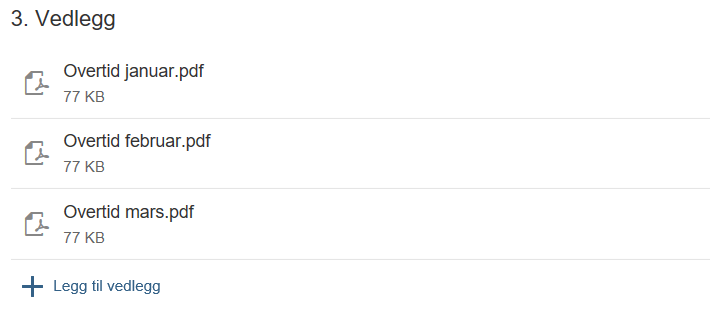 3. Vedlegg
Overtid januar.pdf
77 KB
Overtid februar.pdf
77 KB
Overtid mars.pdf
77 KB
Legg til vedlegg